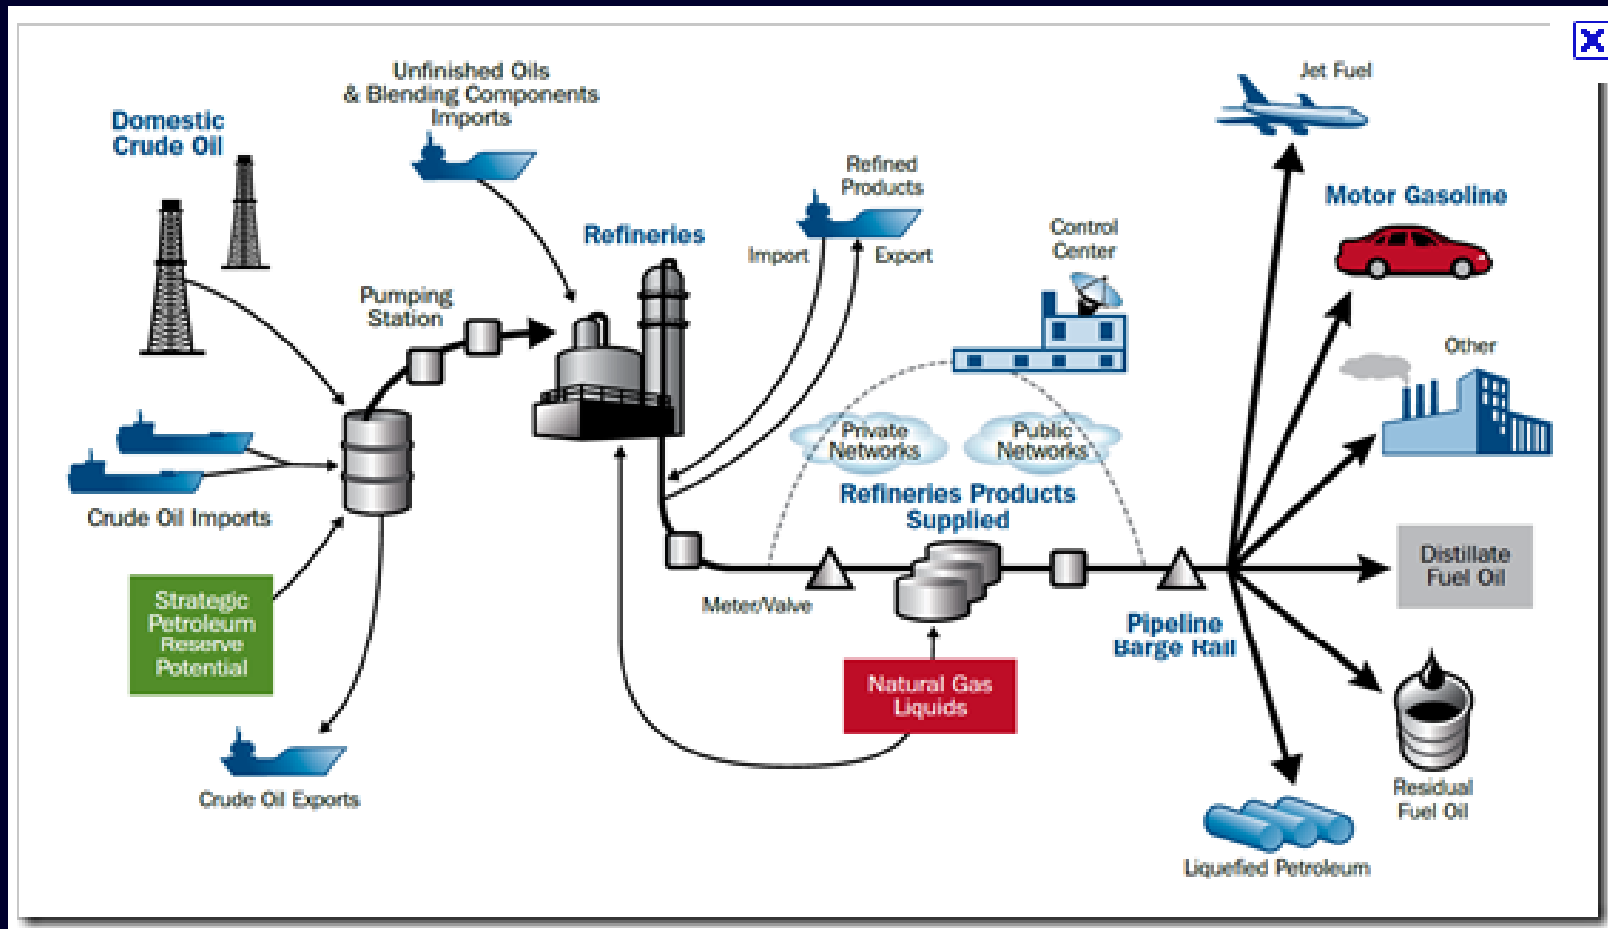 Unfinished Oils
& Blending Components
Imports
Domestic
Crude Oil
Jet Fuel
Refined
Products
Motor Gasoline
Refineries
Import
Export
Control
Center
Pumping
Station
Other
Private
Networks
Public
Networks
Refineries Products
Supplied
Crude Oil Imports
Distillate
Fuel Oil
Strategic
Petroleum
Reserve
Potential
Meter/Valve
Pipeline
Barge Rail
Natural Gas
Liquids
Crude Oil Exports
Residual
Fuel Oil
Liquefied Petroleum